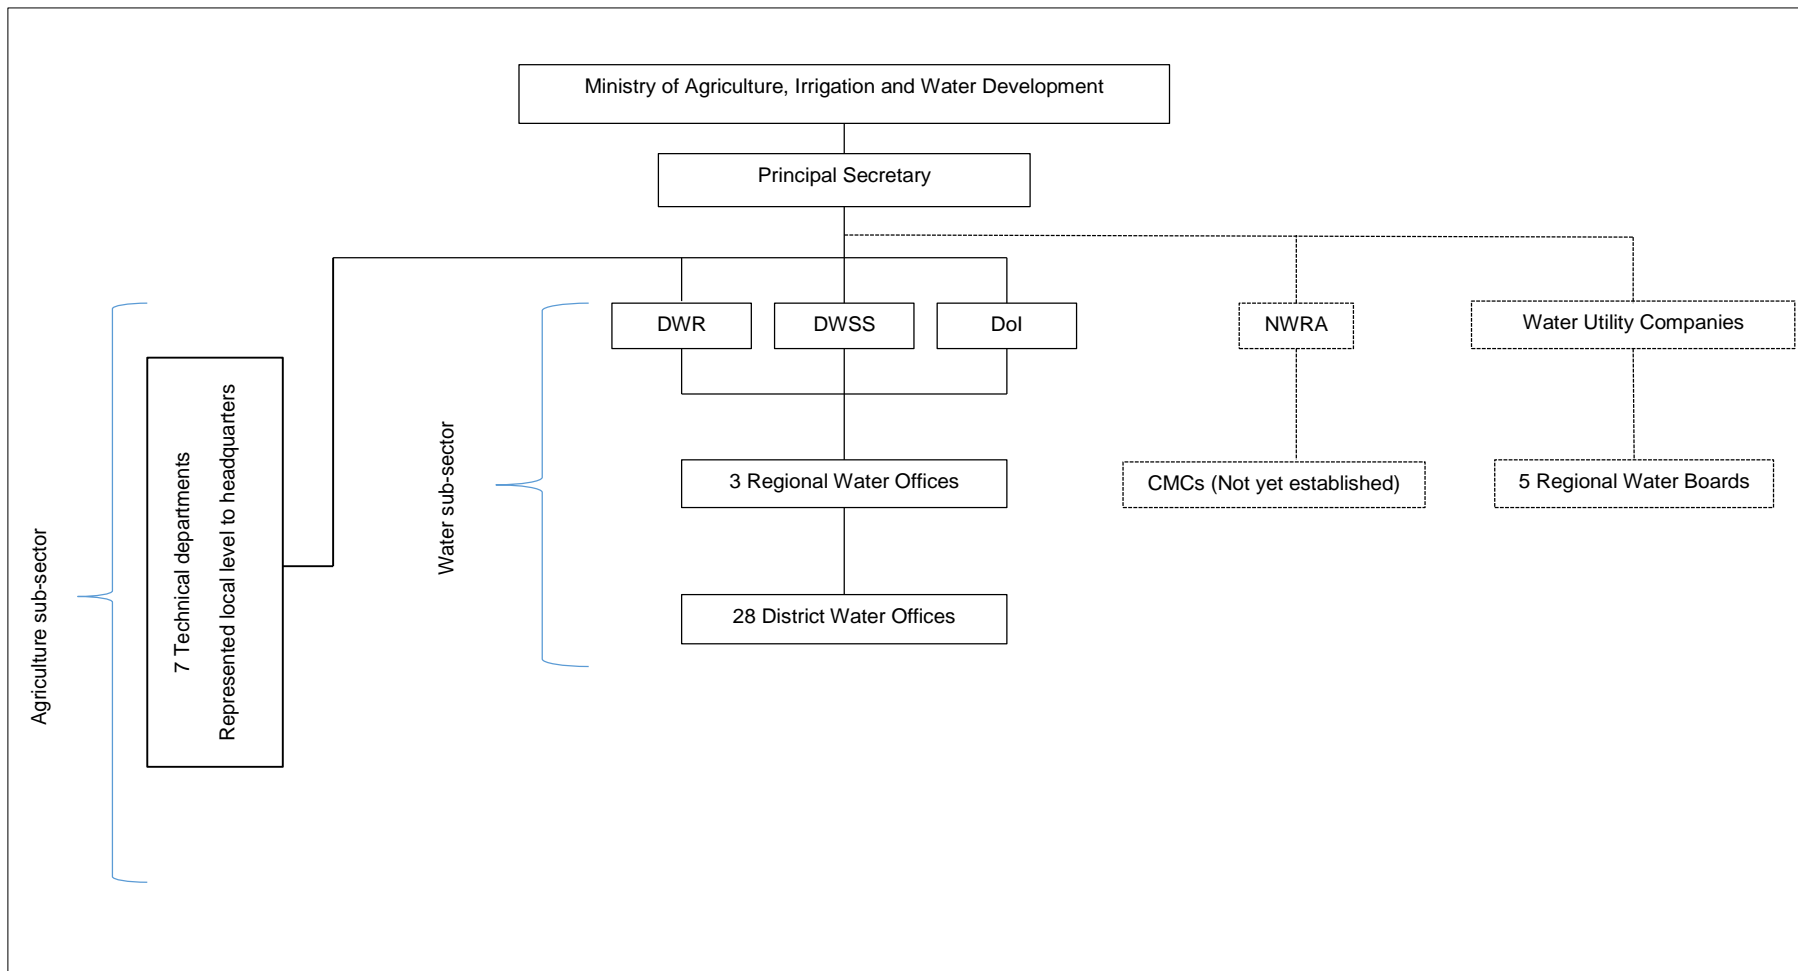 Ministry of Agriculture, Irrigation and Water Development
Principal Secretary
DWR
DWSS
DoI
NWRA
Water Utility Companies
Agriculture sub-sector
7 Technical departments
Represented local level to headquarters
Water sub-sector
3 Regional Water Offices
CMCs (Not yet established)
5 Regional Water Boards
28 District Water Offices